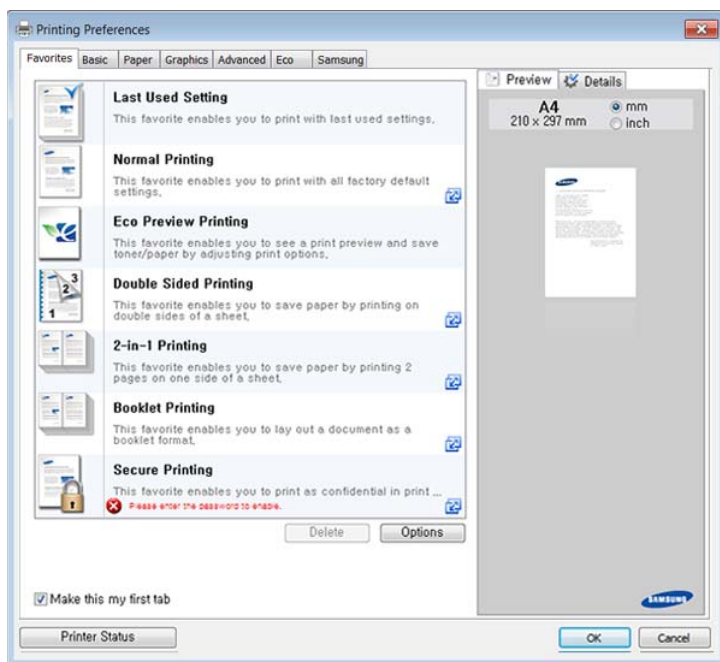 Printing Preferences
Favorites Basic Paper Graphics Advanced Eco Samsung
Last Used Setting
This favorite enables you to print with last used settings.
Normal Printing
This favorite enables you to print with all factory default
settings.
Eco Preview Printing
This favorite enables you to see a print preview and save
toner/paper by adjusting print options.
Double Sided Printing
This favorite enables you to save paper by printing on
double sides of a sheet.
2-in-1 Printing
This favorite enables you to save paper by printing 2
pages on one side of a sheet.
Booklet Printing
This favorite enables you to lay out a document as a
booklet format.
Secure Printing
This favorite enables you to print as confidential in print ...
Please enter the password to enable.
1 2 3
Delete Options
Make this my first tab
Preview Details
A4
210 x 297 mm
mm
inch
SAMSUNG
Printer Status OK Cancel